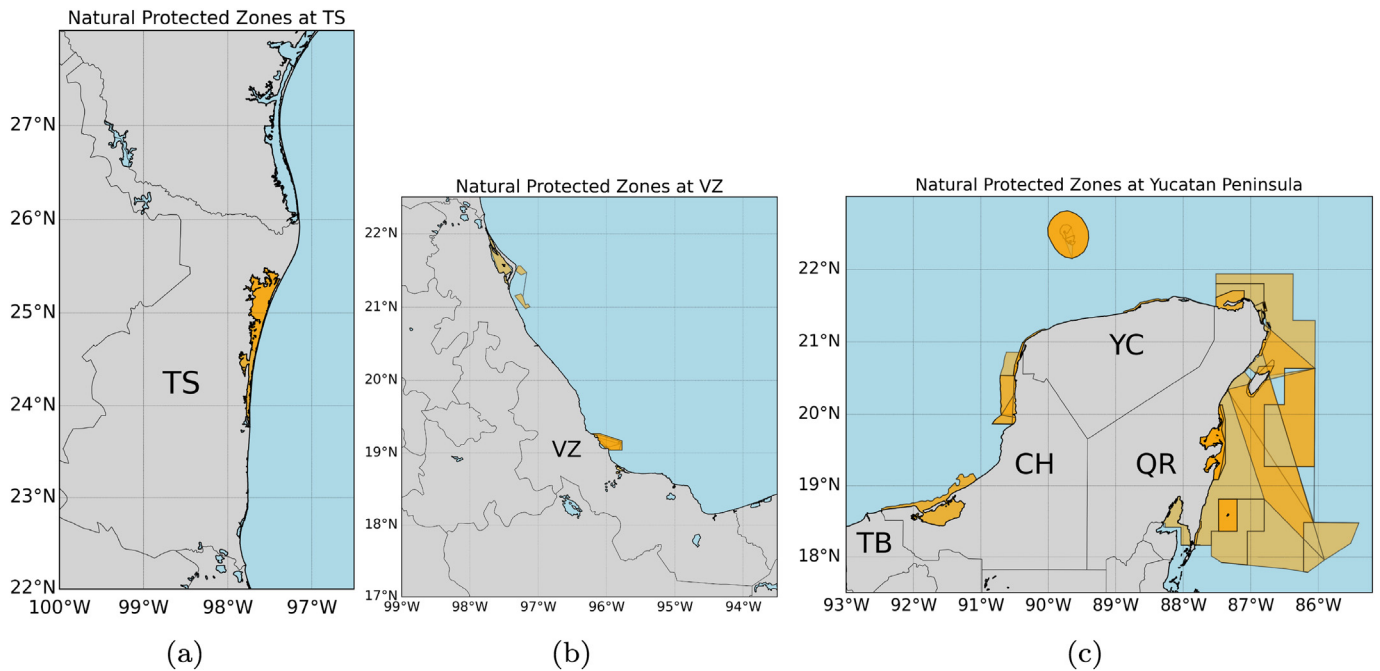 Natural Protected Zones at TS
27°N
26°N
25°N
24°N
23°N
22°N
TS
100°W 99°W 98°W 97°W
(a)
Natural Protected Zones at VZ
22°N
21°N
20°N
19°N
18°N
17°N
VZ
99°W 98°W 97°W 96°W 95°W 94°W
(b)
Natural Protected Zones at Yucatan Peninsula
22°N
21°N
20°N
19°N
18°N
YC
CH
QR
TB
93°W 92°W 91°W 90°W 89°W 88°W 87°W 86°W
(c)